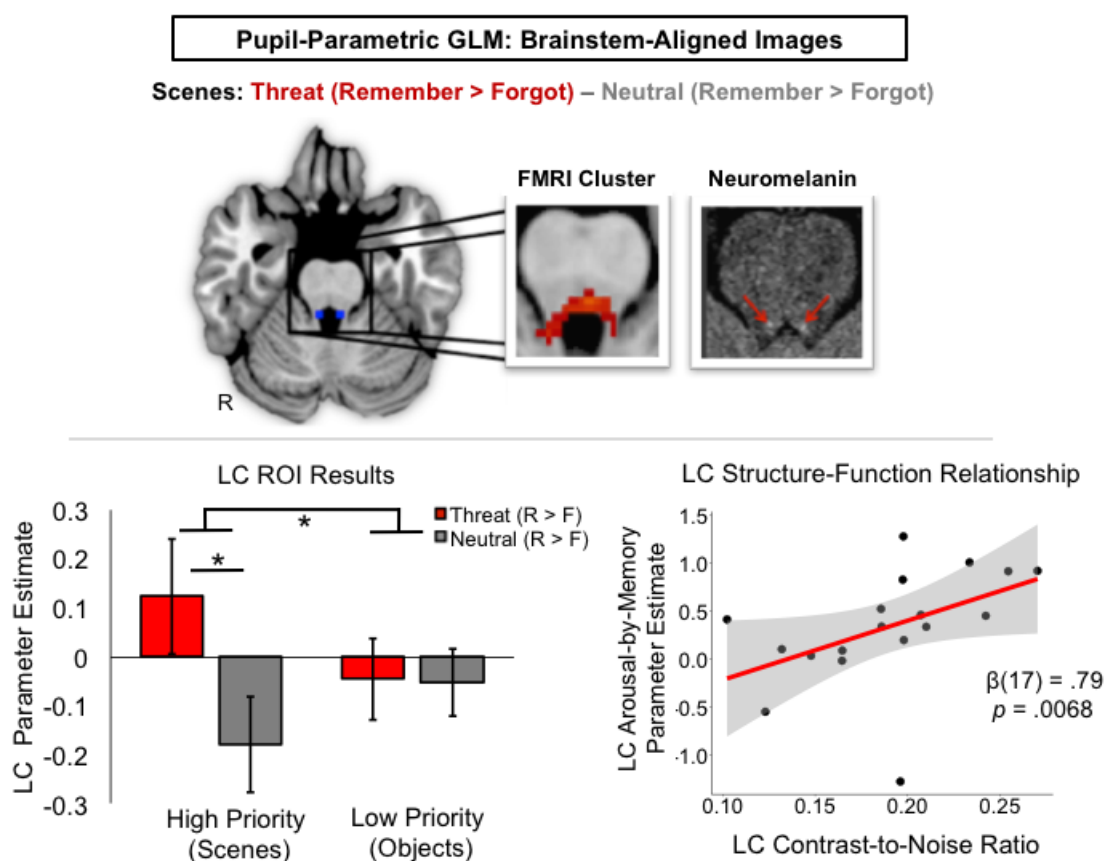 Pupil-Parametric GLM: Brainstem-Aligned Images
Scenes: Threat (Remember > Forgot) – Neutral (Remember > Forgot)
FMRI Cluster
Neuromelanin
R
LC ROI Results
LC Parameter Estimate
0.3
0.2
0.1
0
-0.1
-0.2
-0.3
*
*
Threat (R > F)
Neutral (R > F)
High Priority
(Scenes)
Low Priority
(Objects)
LC Structure-Function Relationship
LC Arousal-by-Memory
Parameter Estimate
1.5
1.0
0.5
0.0
-0.5
-1.0
β(17) = .79
p = .0068
0.10
0.15
0.20
0.25
LC Contrast-to-Noise Ratio